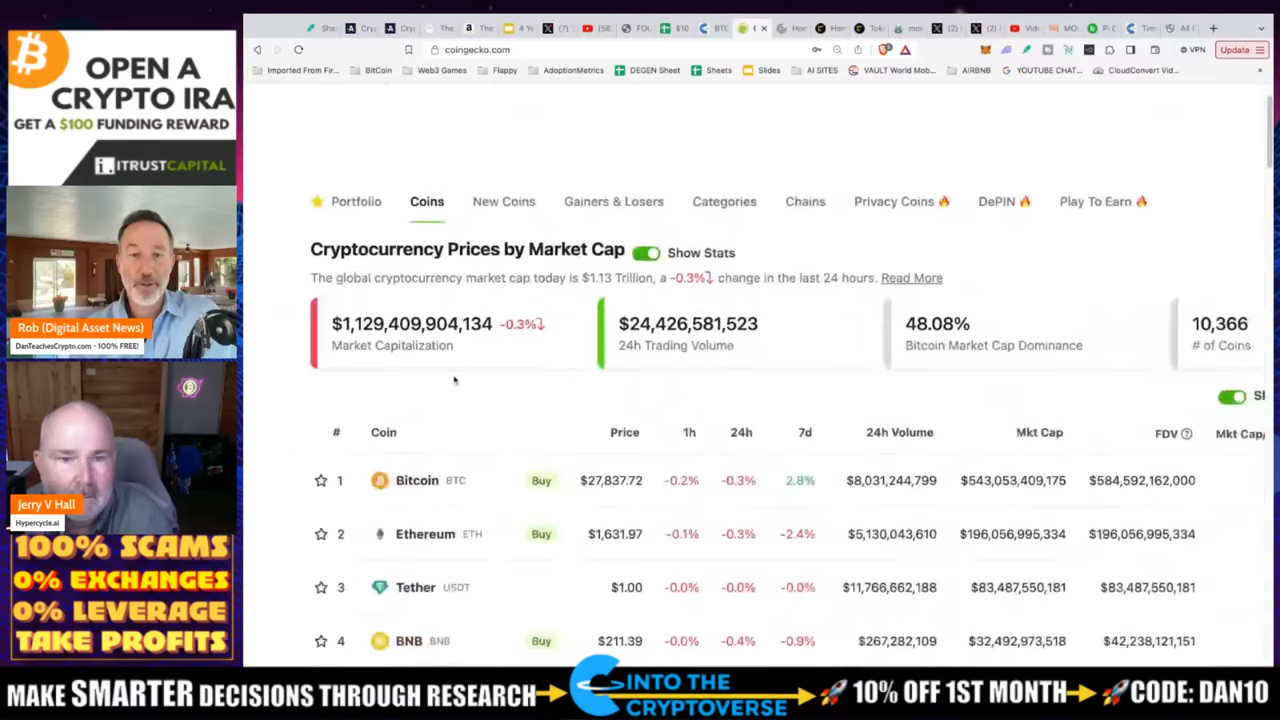 OPEN A
CRYPTO IRA
GET A $100 FUNDING REWARD
i. ITRUSTCAPITAL
Rob (Digital Asset News)
DanTeachesCrypto.com - 100% FREE!
Jerry V Hall
Hypercycle.ai
100% SCAMS
0% EXCHANGES
0% LEVERAGE
TAKE PROFITS
coingecko.com
VPN
Update
Imported From Fir...
BitCoin
Web3 Games
Flappy
AdoptionMetrics
DEGEN Sheet
Sheets
Slides
AI SITES
VAULT World Mob...
AIRBNB
YOUTUBE CHAT...
CloudConvert Vid...
Portfolio
Coins
New Coins
Gainers & Losers
Categories
Chains
Privacy Coins
DePIN
Play To Earn
Cryptocurrency Prices by Market Cap Show Stats
The global cryptocurrency market cap today is $1.13 Trillion, a -0.3% change in the last 24 hours. Read More
$1,129,409,904,134 -0.3%
Market Capitalization
$24,426,581,523
24h Trading Volume
48.08%
Bitcoin Market Cap Dominance
10,366
# of Coins
# Coin Price 1h 24h 7d 24h Volume Mkt Cap FDV Mkt Cap/
1 Bitcoin BTC Buy $27,837.72 -0.2% -0.3% 2.8% $8,031,244,799 $543,053,409,175 $584,592,162,000
2 Ethereum ETH Buy $1,631.97 -0.1% -0.3% -2.4% $5,130,043,610 $196,056,995,334 $196,056,995,334
3 Tether USDT $1.00 -0.0% -0.0% -0.0% $11,766,662,188 $83,487,550,181 $83,487,550,181
4 BNB BNB Buy $211.39 -0.0% -0.4% -0.9% $267,282,109 $32,492,973,518 $42,238,121,151
MAKE SMARTER DECISIONS THROUGH RESEARCH
INTO THE
CRYPTOVERSE
10% OFF 1ST MONTH
CODE: DAN10